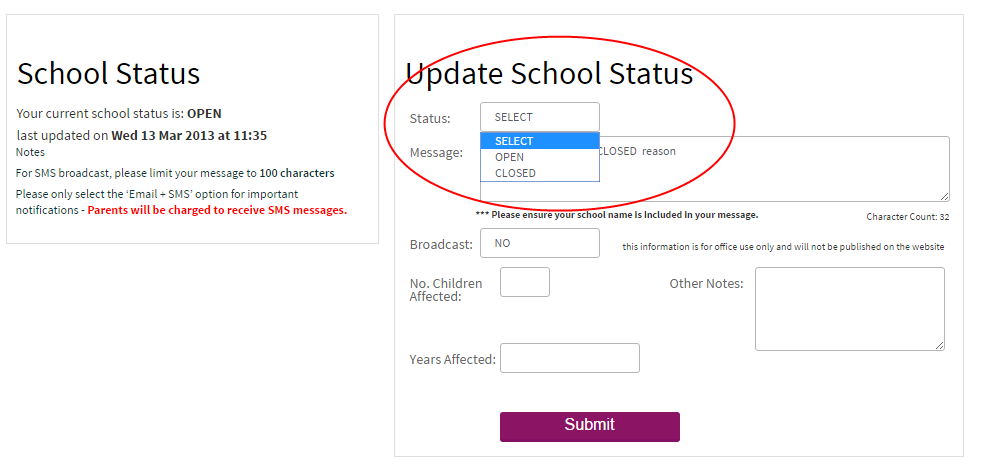 School Status
Your current school status is: OPEN
last updated on Wed 13 Mar 2013 at 11:35
Notes
For SMS broadcast, please limit your message to 100 characters
Please only select the ‘Email + SMS’ option for important
notifications - Parents will be charged to receive SMS messages.
Update School Status
Status: SELECT
SELECT
OPEN
CLOSED
Message: CLOSED reason
*** Please ensure your school name is included in your message.
Character Count: 32
Broadcast: NO
this information is for office use only and will not be published on the website
No. Children
Affected:
Other Notes:
Years Affected:
Submit